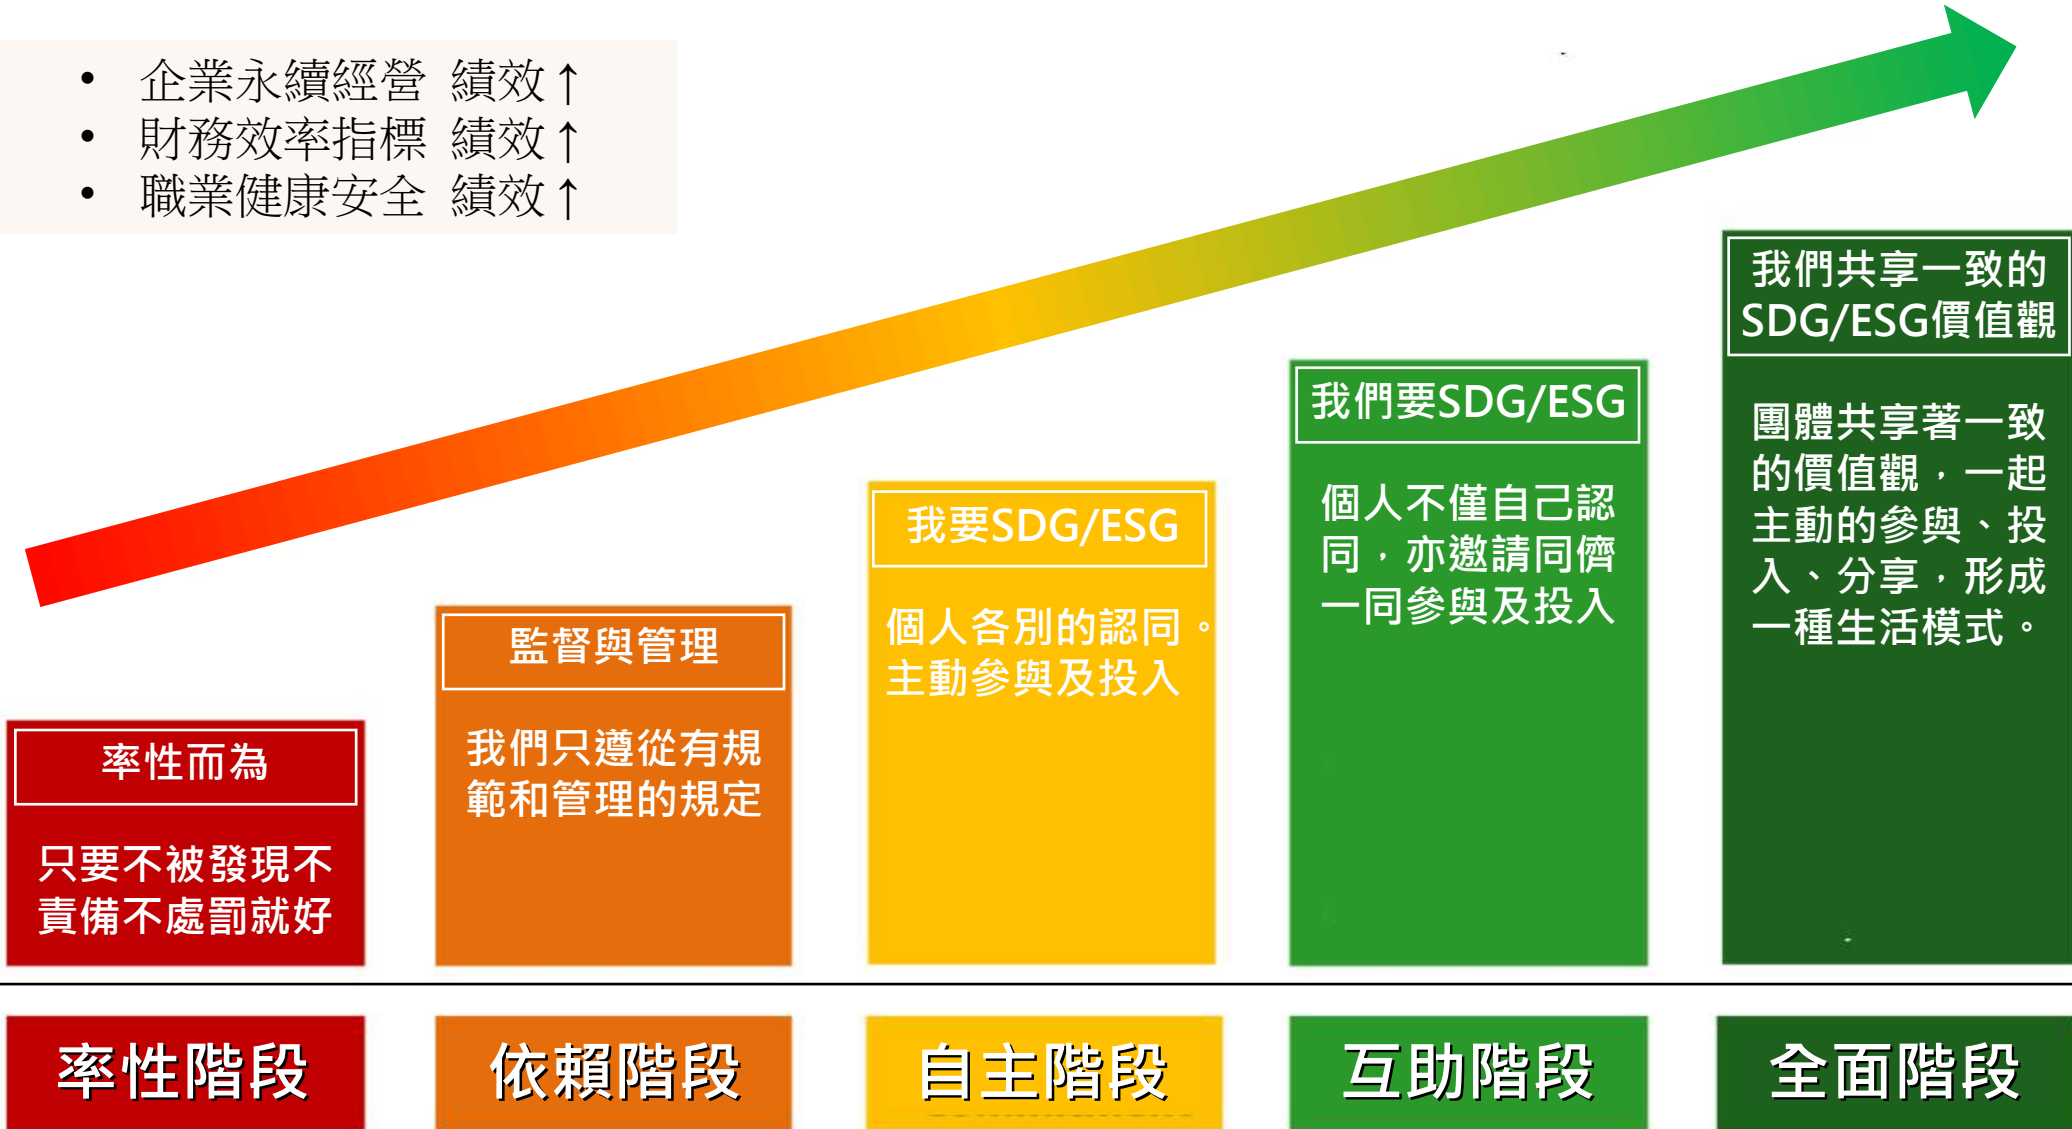 • 企業永續經營 績效↑
• 財務效率指標 績效↑
• 職業健康安全 績效↑
率性而為
只要不被發現不
責備不處罰就好
監督與管理
我們只遵從有規
範和管理的規定
我要SDG/ESG
個人各別的認同。
主動參與及投入
我們要SDG/ESG
個人不僅自己認
同，亦邀請同儕
一同參與及投入
我們共享一致的
SDG/ESG價值觀
團體共享著一致
的價值觀，一起
主動的參與、投
入、分享，形成
一種生活模式。
率性階段
依賴階段
自主階段
互助階段
全面階段